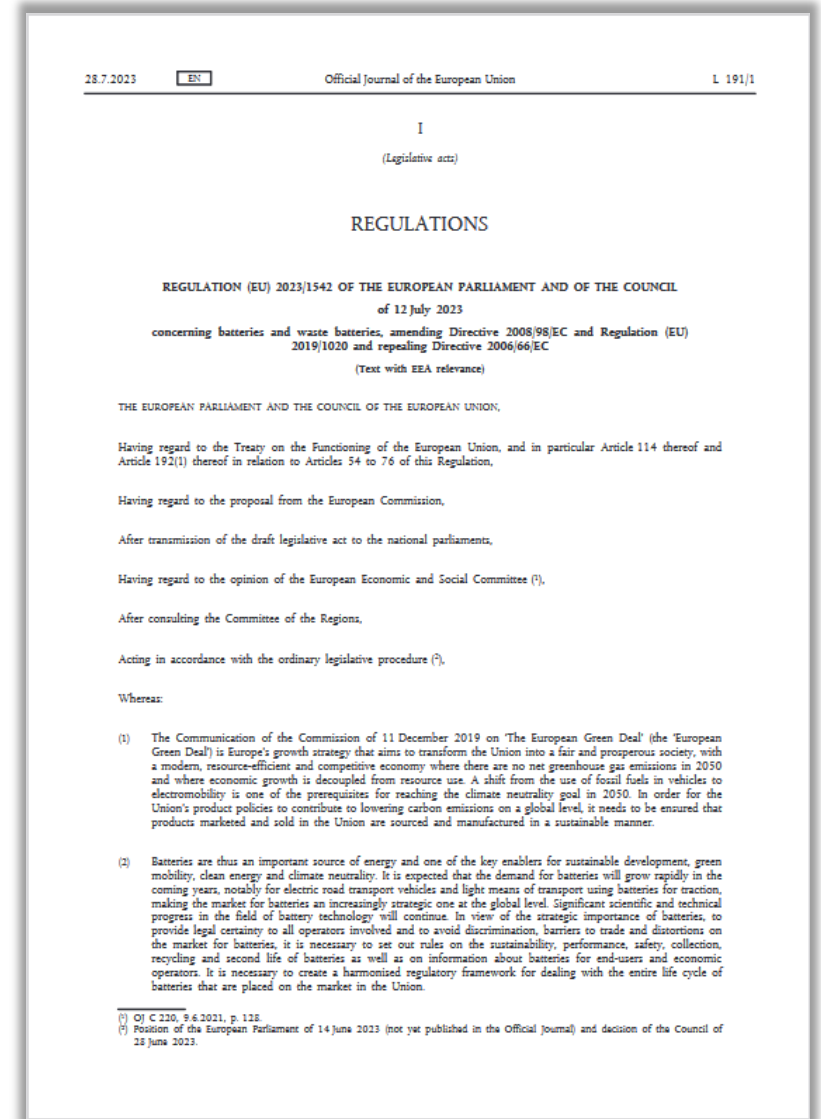 28.7.2023 EN Official Journal of the European Union L 191/1
I
(Legislative acts)
REGULATIONS
REGULATION (EU) 2023/1542 OF THE EUROPEAN PARLIAMENT AND OF THE COUNCIL
of 12 July 2023
concerning batteries and waste batteries, amending Directive 2008/98/EC and Regulation (EU)
2019/1020 and repealing Directive 2006/66/EC
(Text with EEA relevance)
THE EUROPEAN PARLIAMENT AND THE COUNCIL OF THE EUROPEAN UNION,
Having regard to the Treaty on the Functioning of the European Union, and in particular Article 114 thereof and
Article 192(1) thereof in relation to Articles 54 to 76 of this Regulation,
Having regard to the proposal from the European Commission,
After transmission of the draft legislative act to the national parliaments,
Having regard to the opinion of the European Economic and Social Committee (¹),
After consulting the Committee of the Regions,
Acting in accordance with the ordinary legislative procedure (²),
Whereas:
(1) The Communication of the Commission of 11 December 2019 on ‘The European Green Deal’ (the ‘European
Green Deal’) is Europe's growth strategy that aims to transform the Union into a fair and prosperous society, with
a modern, resource-efficient and competitive economy where there are no net greenhouse gas emissions in 2050
and where economic growth is decoupled from resource use. A shift from the use of fossil fuels in vehicles to
electromobility is one of the prerequisites for reaching the climate neutrality goal in 2050. In order for the
Union's product policies to contribute to lowering carbon emissions on a global level, it needs to be ensured that
products marketed and sold in the Union are sourced and manufactured in a sustainable manner.
(2) Batteries are thus an important source of energy and one of the key enablers for sustainable development, green
mobility, clean energy and climate neutrality. It is expected that the demand for batteries will grow rapidly in the
coming years, notably for electric road transport vehicles and light means of transport using batteries for traction,
making the market for batteries an increasingly strategic one at the global level. Significant scientific and technical
progress in the field of battery technology will continue. In view of the strategic importance of batteries, to
provide legal certainty to all operators involved and to avoid discrimination, barriers to trade and distortions on
the market for batteries, it is necessary to set out rules on the sustainability, performance, safety, collection,
recycling and second life of batteries as well as on information about batteries for end-users and economic
operators. It is necessary to create a harmonised regulatory framework for dealing with the entire life cycle of
batteries that are placed on the market in the Union.
(¹) OJ C 220, 9.6.2021, p. 128.
(²) Position of the European Parliament of 14 June 2023 (not yet published in the Official Journal) and decision of the Council of
28 June 2023.